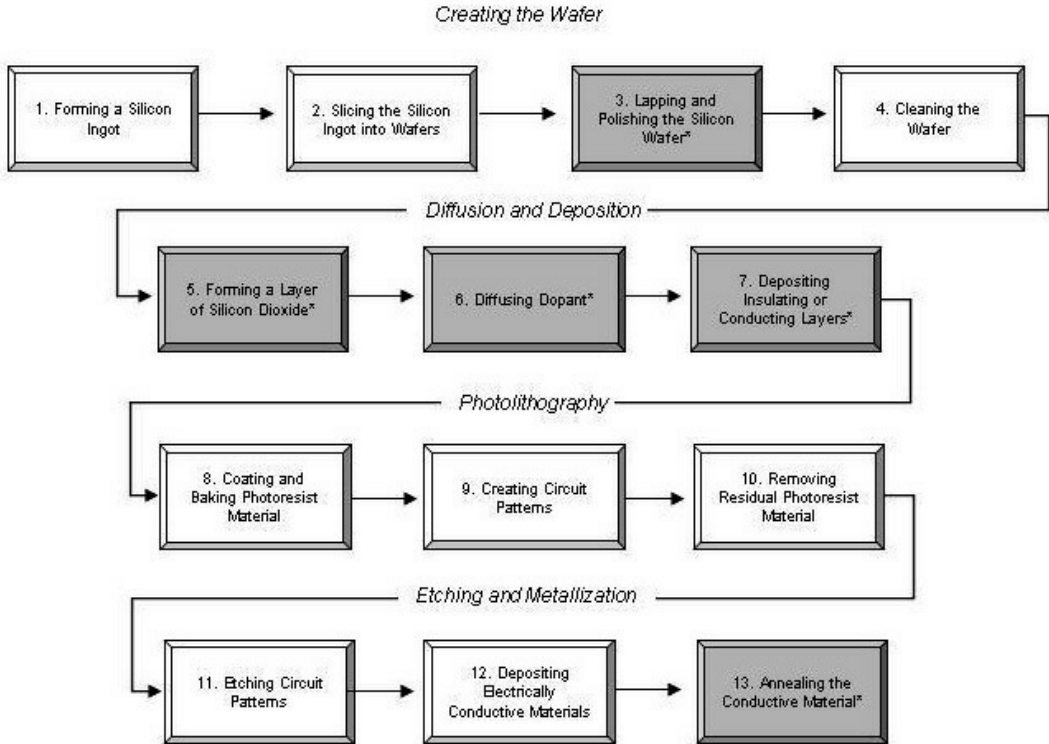 Creating the Wafer
1. Forming a Silicon
Ingot
2. Slicing the Silicon
Ingot into Wafers
3. Lapping and
Polishing the Silicon
Wafer*
4. Cleaning the
Wafer
Diffusion and Deposition
5. Forming a Layer
of Silicon Dioxide*
6. Diffusing Dopant*
7. Depositing
Insulating or
Conducting Layers*
Photolithography
8. Coating and
Baking Photoresist
Material
9. Creating Circuit
Patterns
10. Removing
Residual Photoresist
Material
Etching and Metallization
11. Etching Circuit
Patterns
12. Depositing
Electrically
Conductive Materials
13. Annealing the
Conductive Material*